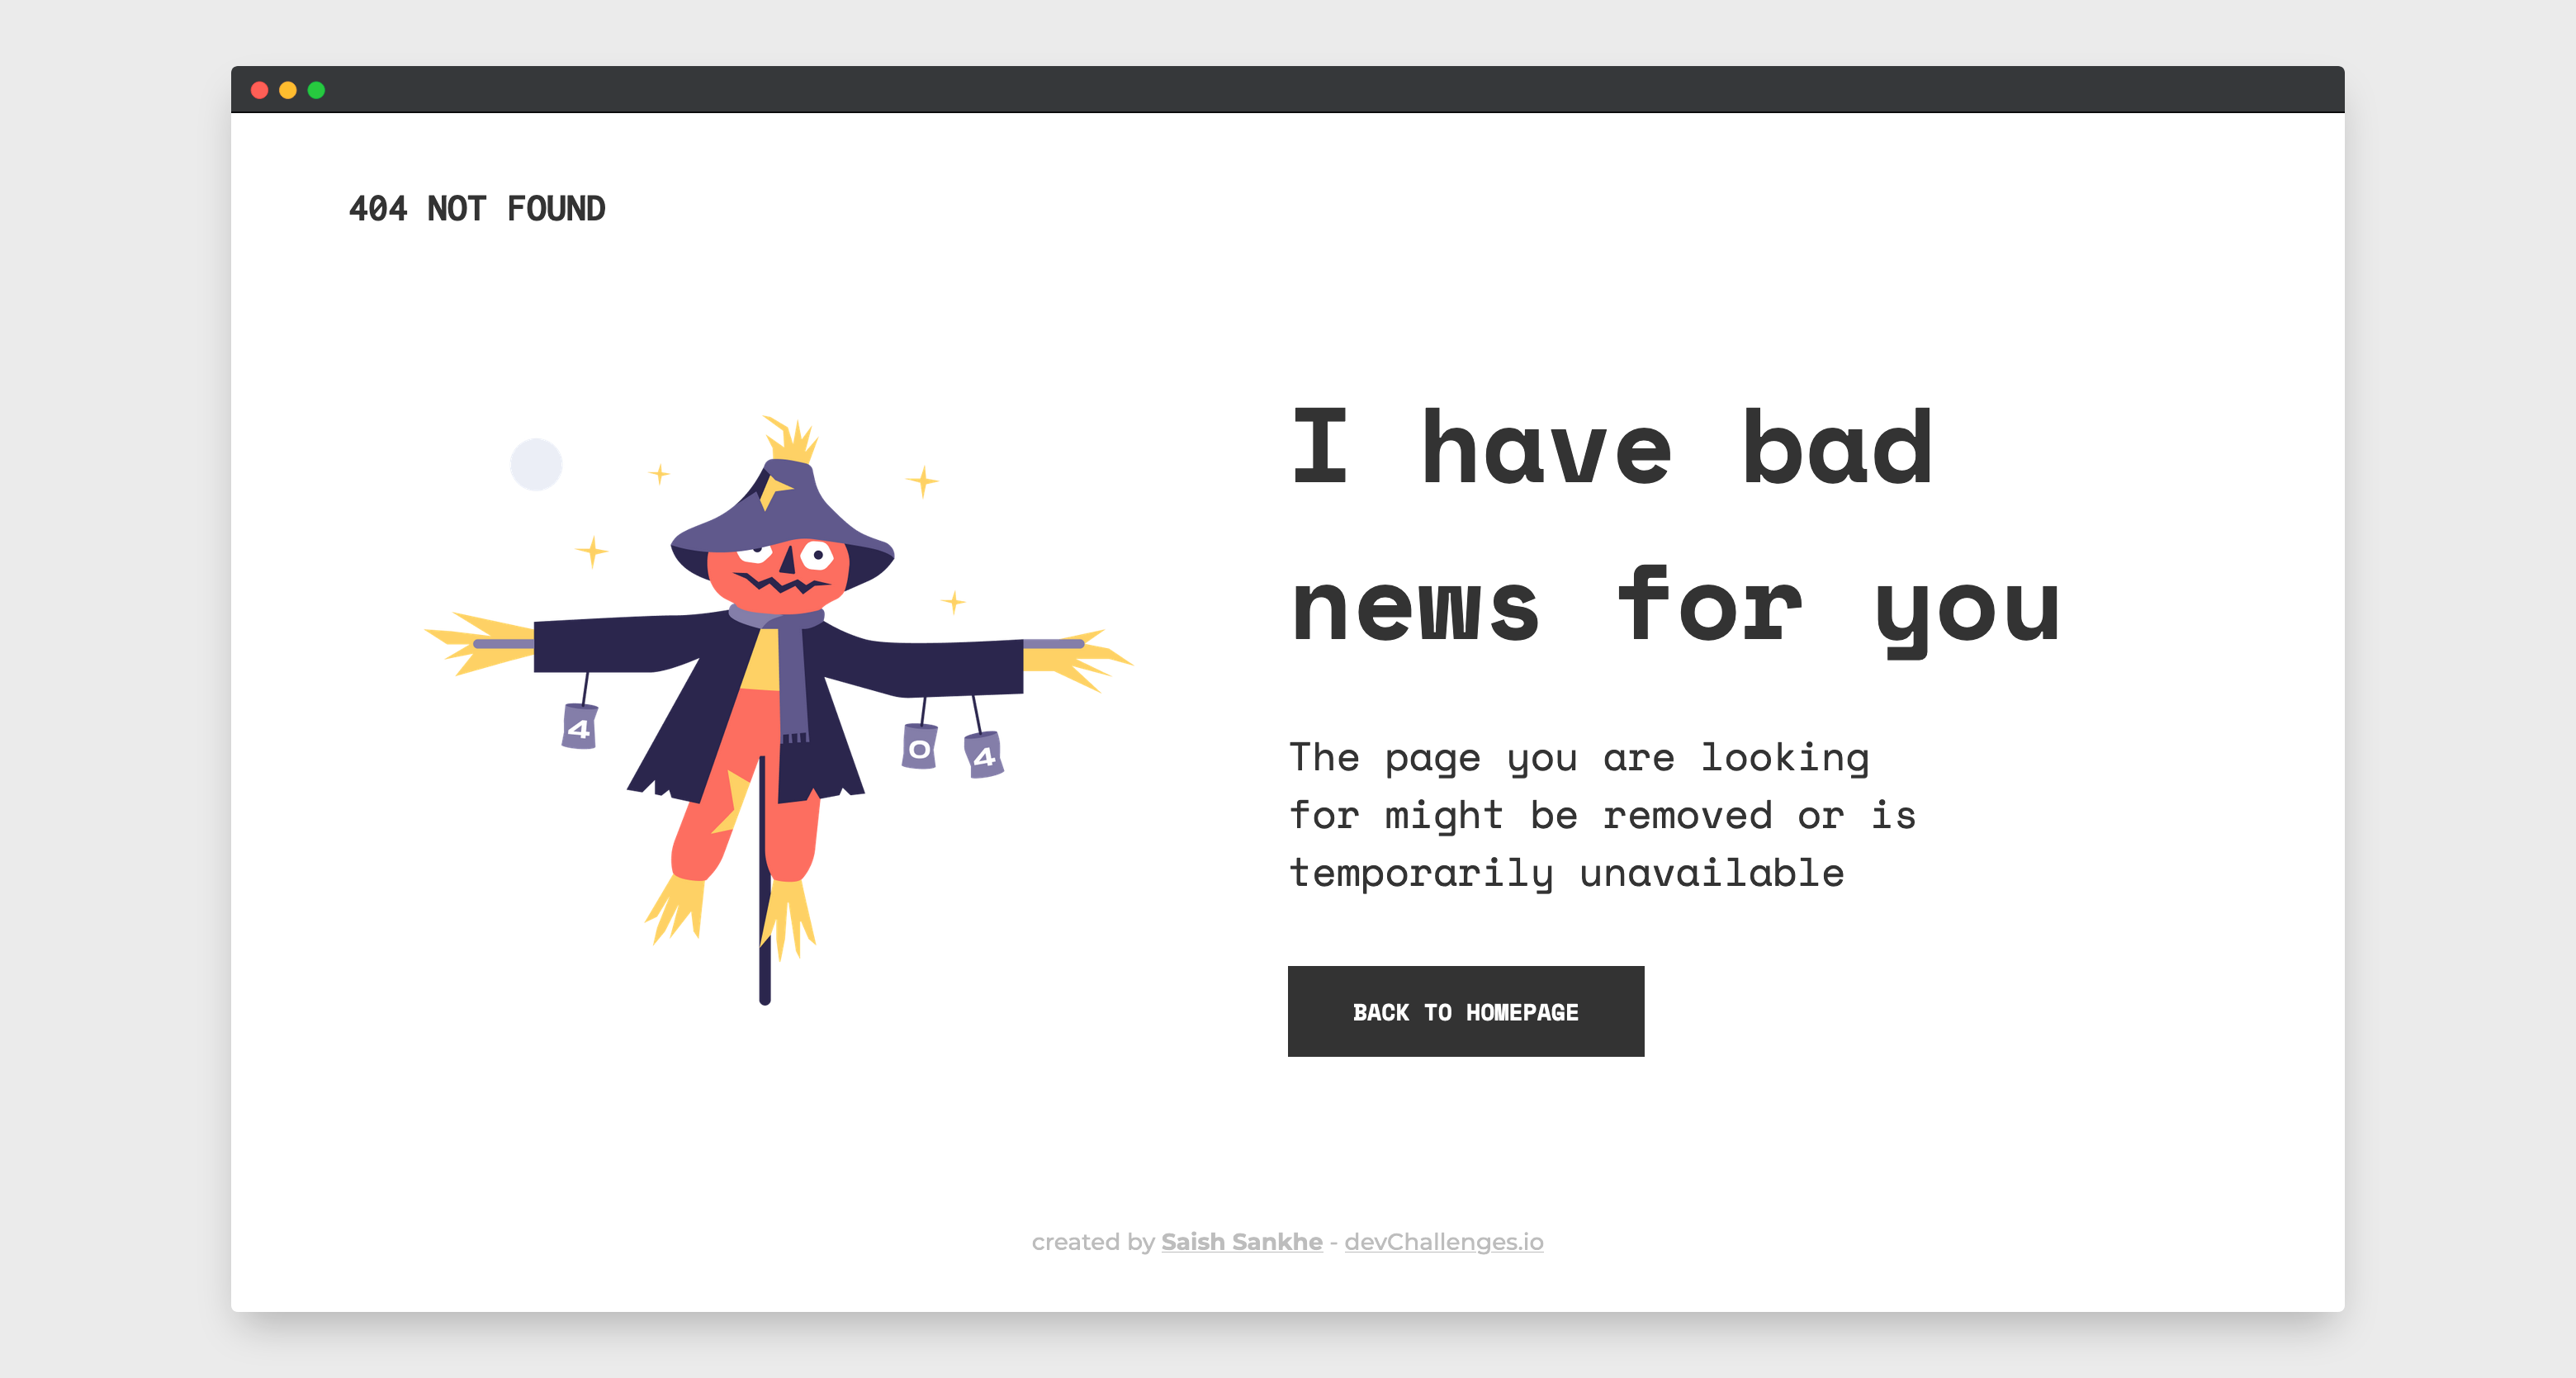 404 NOT FOUND
4
0
4
I have bad
news for you
The page you are looking
for might be removed or is
temporarily unavailable
BACK TO HOMEPAGE
created by Saish Sankhe - devChallenges.io